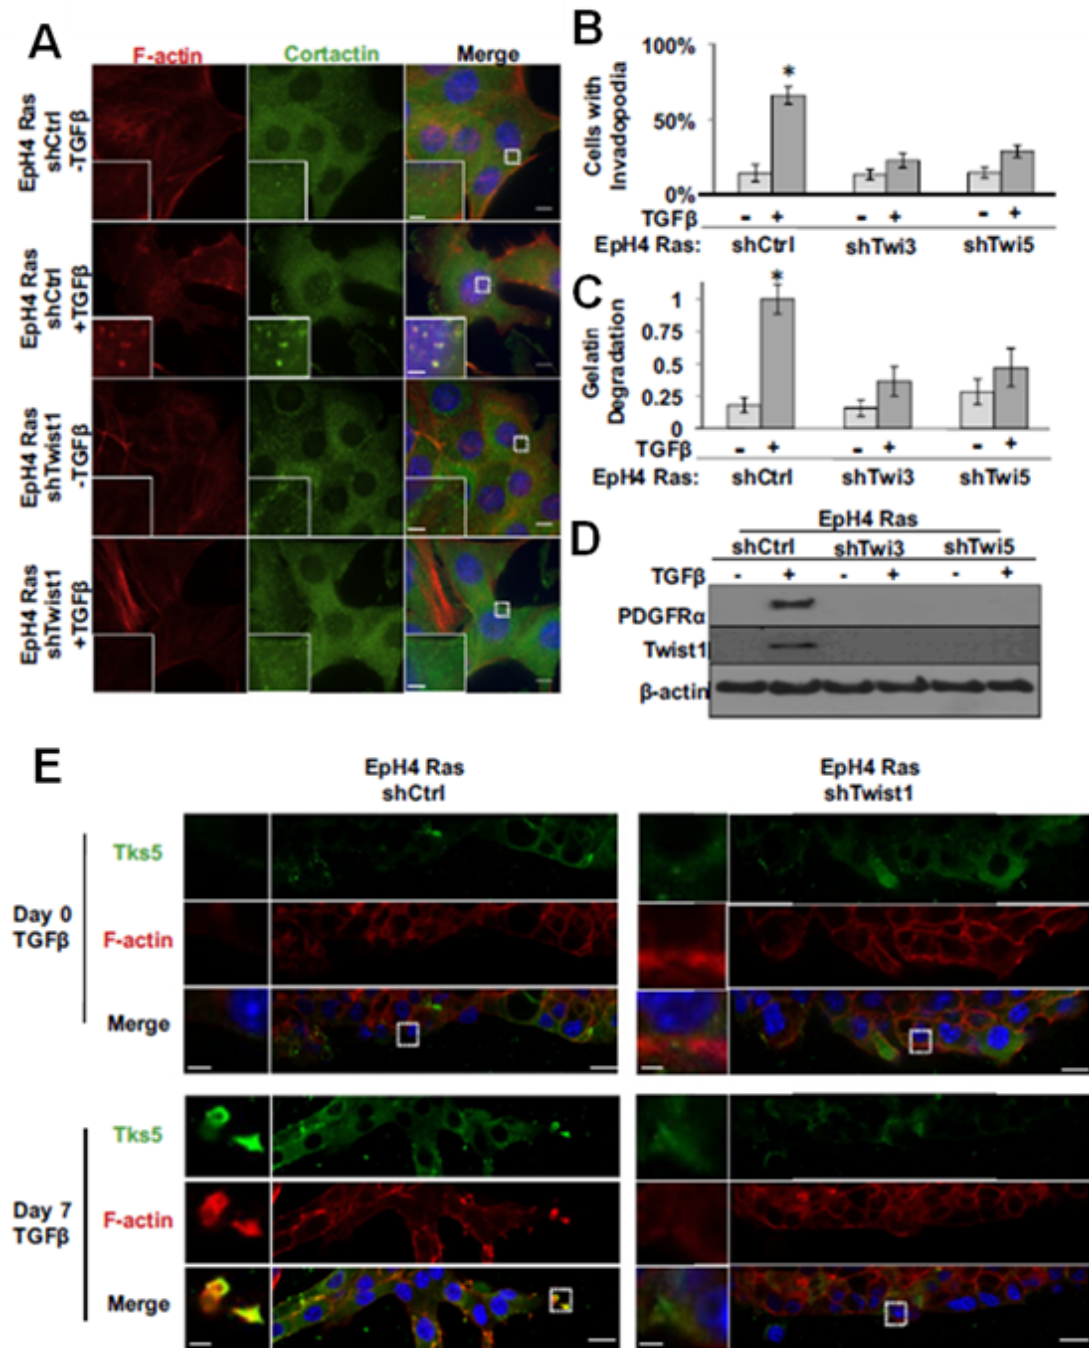 A
F-actin Cortactin Merge
EpH4 Ras
shCtrl
-TGFβ
EpH4 Ras
shCtrl
+TGFβ
EpH4 Ras
shTwist1
-TGFβ
EpH4 Ras
shTwist1
+TGFβ
B
Cells with
Invadopodia
100%
*
50%
0%
TGFβ - + - + - +
EpH4 Ras: shCtrl shTwi3 shTwi5
C
Gelatin
Degradation
*
1
0.75
0.5
0.25
0
TGFβ - + - + - +
EpH4 Ras: shCtrl shTwi3 shTwi5
D
EpH4 Ras
shCtrl shTwi3 shTwi5
TGFβ - + - + - +
PDGFRα
Twist1
β-actin
E
EpH4 Ras
shCtrl
EpH4 Ras
shTwist1
Day 0
TGFβ
Tks5
F-actin
Merge
Day 7
TGFβ
Tks5
F-actin
Merge